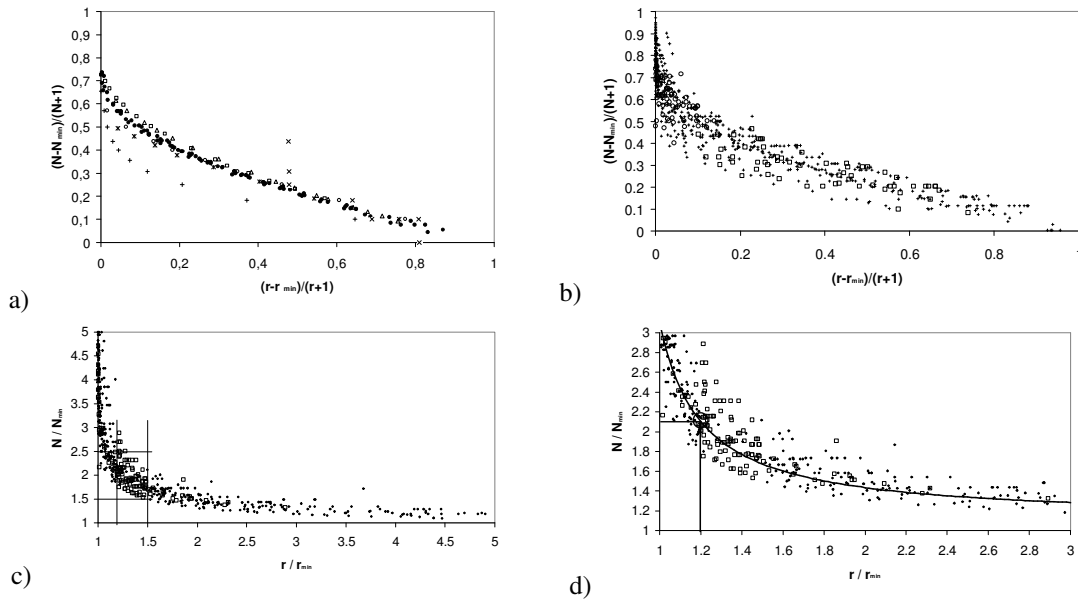 1
0,9
0,8
0,7
0,6
0,5
0,4
0,3
0,2
0,1
0
0 0,2 0,4 0,6 0,8 1
(N-Nmin)/(N+1)
(r-r min)/(r+1)
a)
1
0.9
0.8
0.7
0.6
0.5
0.4
0.3
0.2
0.1
0
0 0.2 0.4 0.6 0.8 1
(N-Nmin)/(N+1)
(r-rmin)/(r+1)
b)
5
4.5
4
3.5
3
2.5
2
1.5
1
1 1.5 2 2.5 3 3.5 4 4.5 5
N / Nmin
r / rmin
c)
3
2.8
2.6
2.4
2.2
2
1.8
1.6
1.4
1.2
1
1 1.2 1.4 1.6 1.8 2 2.2 2.4 2.6 2.8 3
N / Nmin
r / rmin
d)